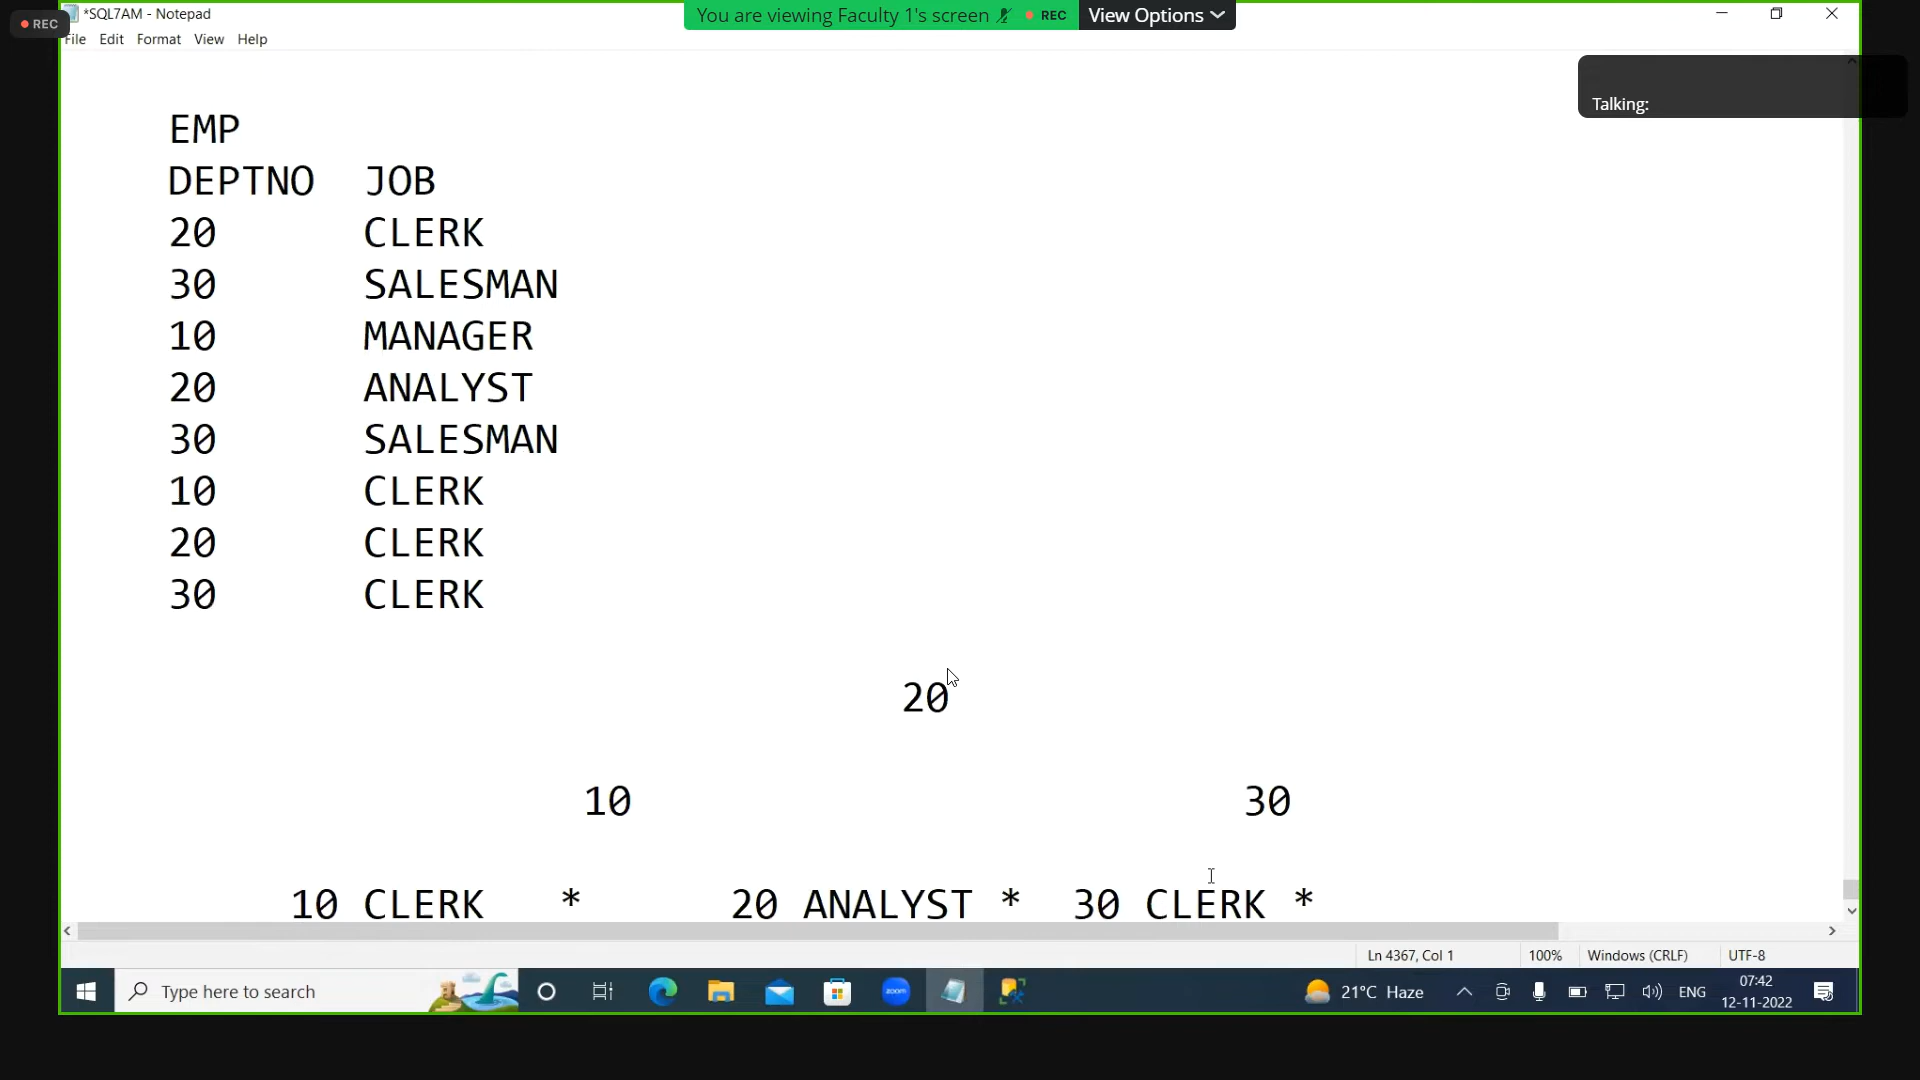 REC
*SQL7AM - Notepad
You are viewing Faculty 1's screen REC View Options
File Edit Format View Help
Talking:
EMP
DEPTNO JOB
20 CLERK
30 SALESMAN
10 MANAGER
20 ANALYST
30 SALESMAN
10 CLERK
20 CLERK
30 CLERK
20
10 30
10 CLERK * 20 ANALYST * 30 CLERK *
Ln 4367, Col 1 100% Windows (CRLF) UTF-8
Type here to search
zoom
21°C Haze
ENG
07:42
12-11-2022